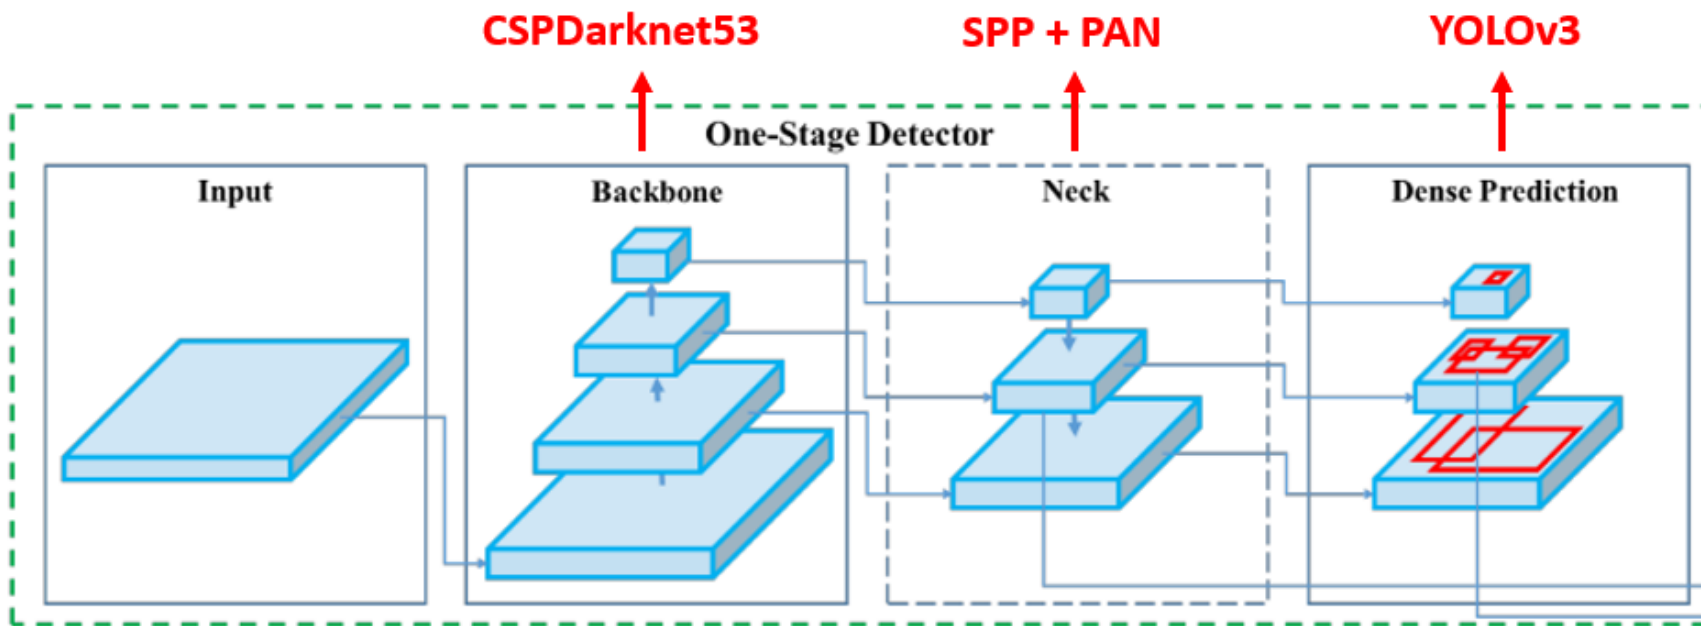 CSPDarknet53
SPP + PAN
YOLOv3
One-Stage Detector
Input
Backbone
Neck
Dense Prediction